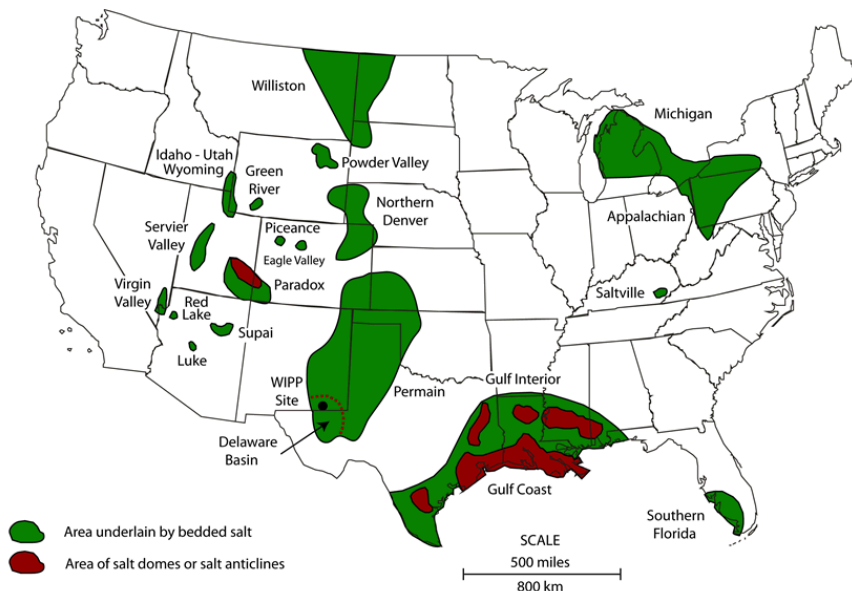 Williston
Michigan
Idaho - Utah
Wyoming
Green
River
Powder Valley
Northern
Denver
Appalachian
Servier
Valley
Piceance
Eagle Valley
Paradox
Saltville
Virgin
Valley
Red
Lake
Supai
Luke
WIPP
Site
Permain
Gulf Interior
Delaware
Basin
Gulf Coast
Southern
Florida
Area underlain by bedded salt
Area of salt domes or salt anticlines
SCALE
500 miles
800 km